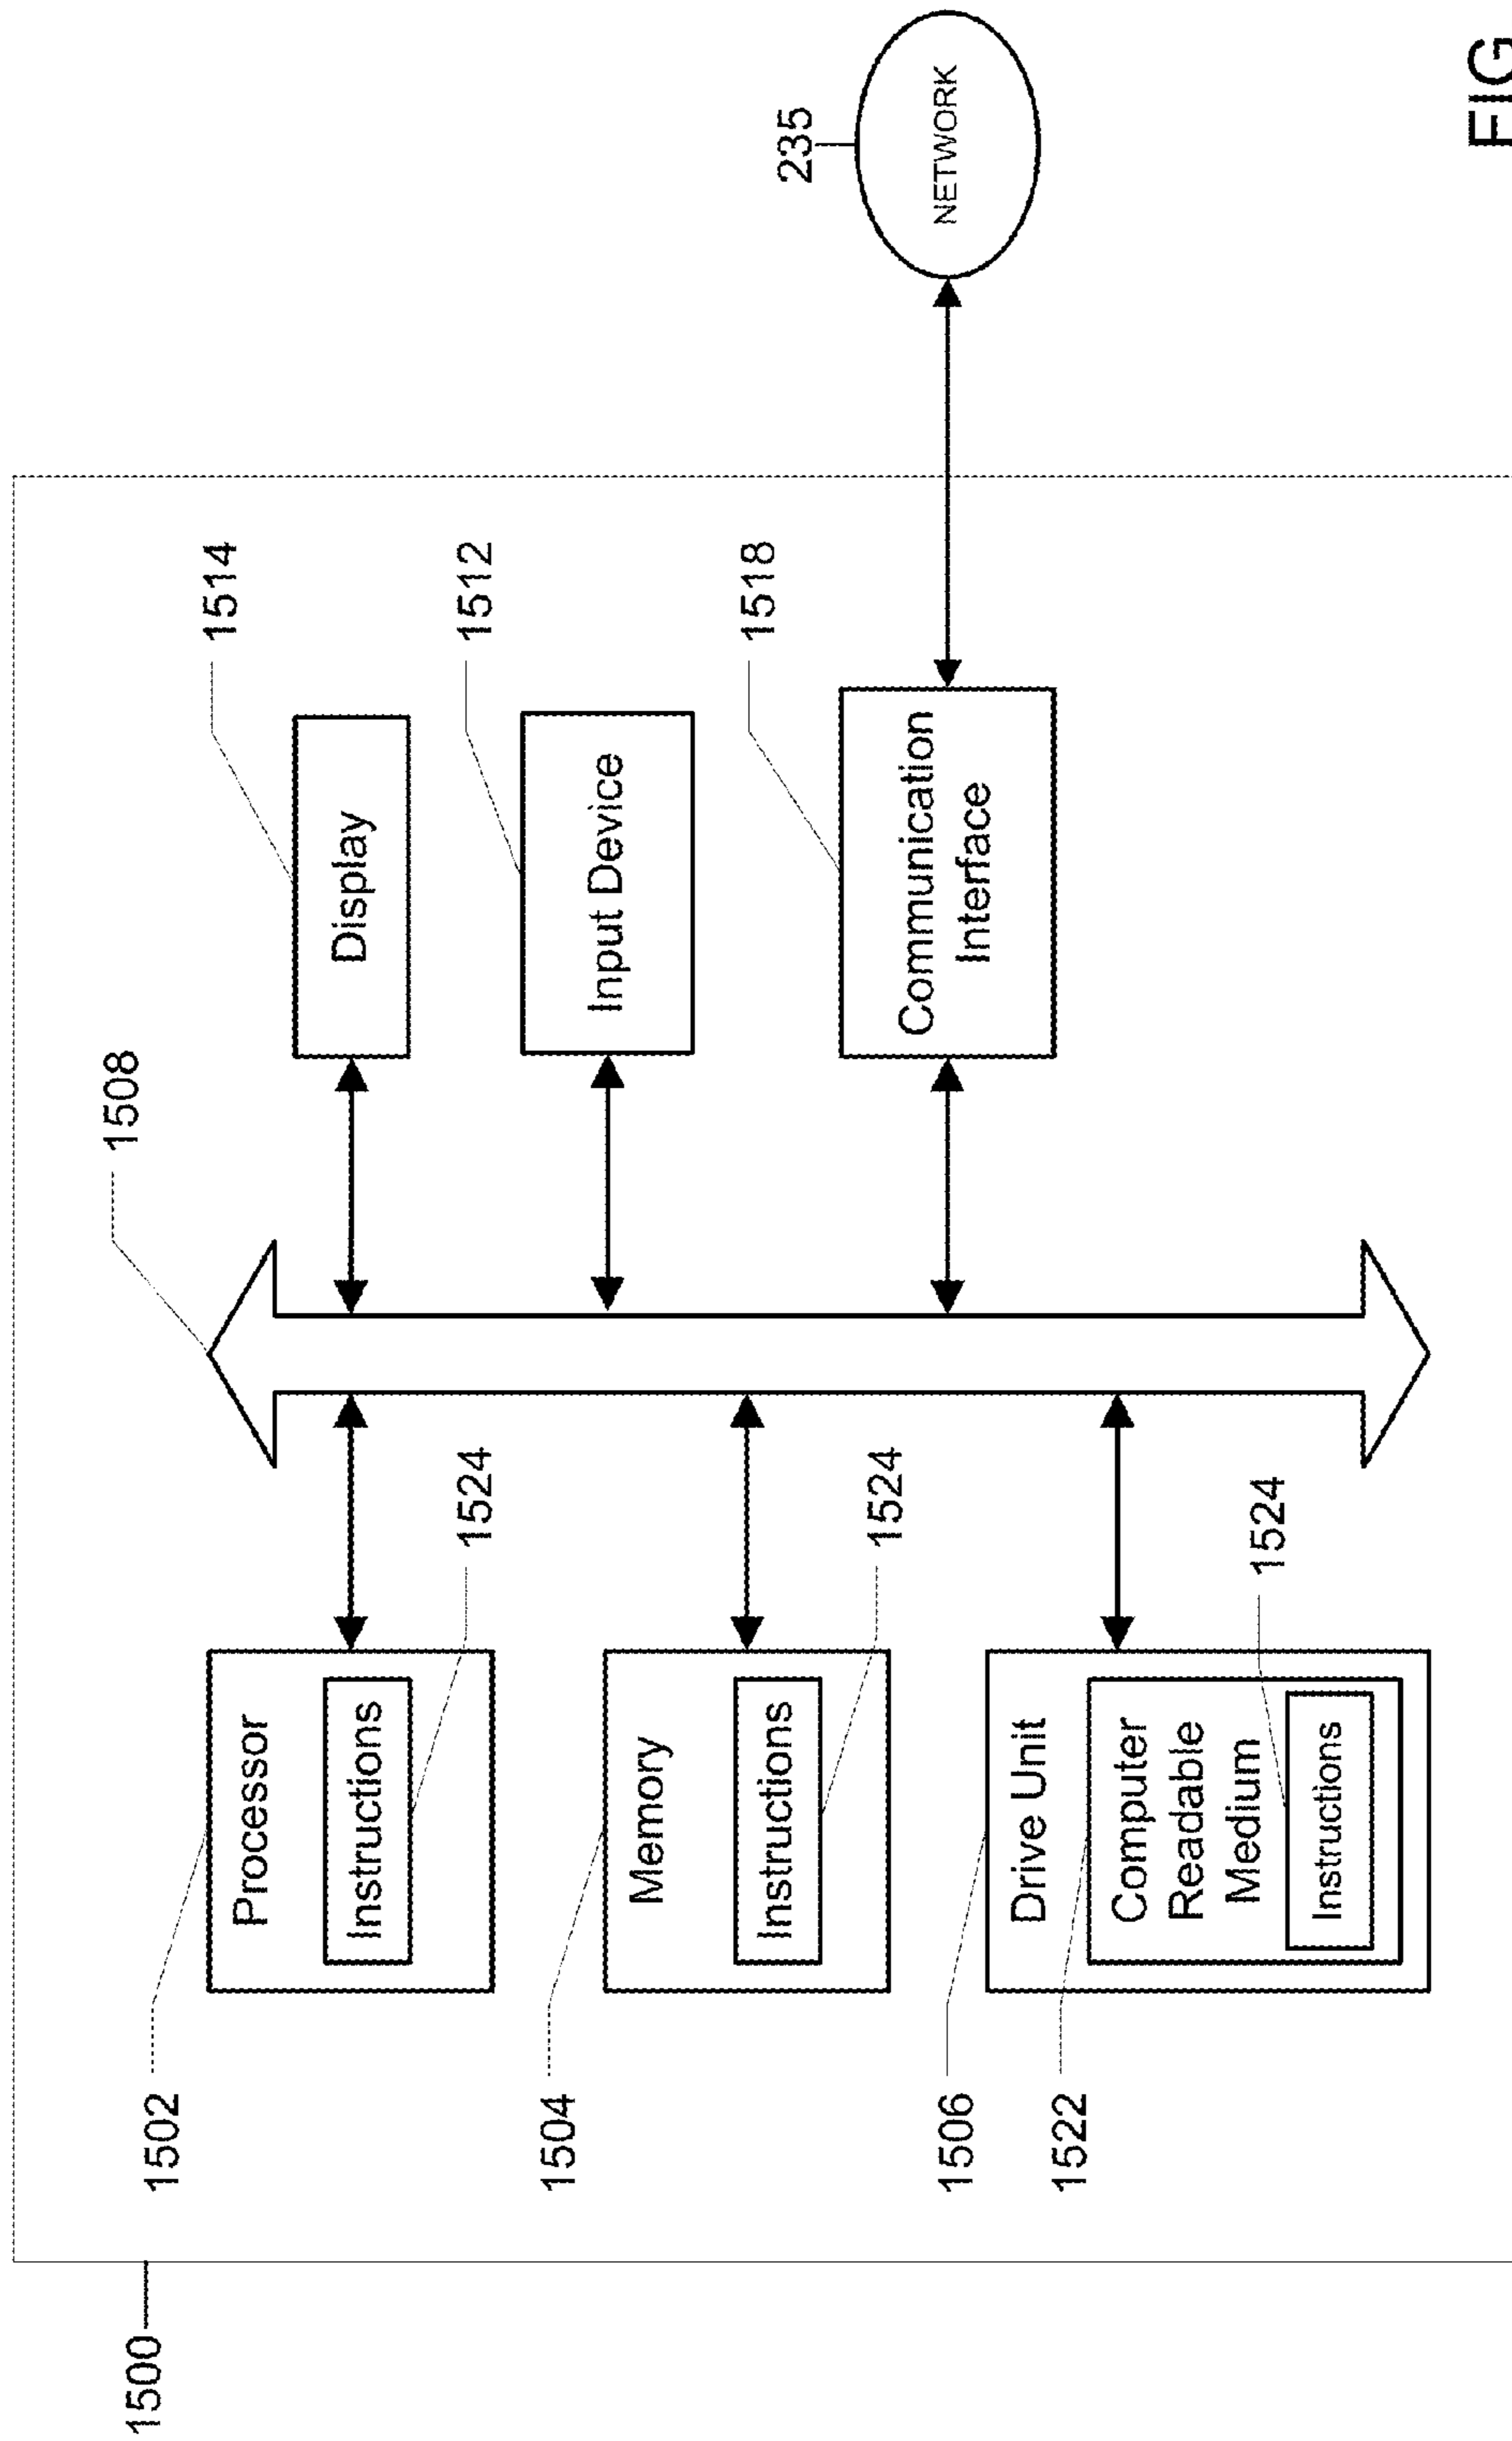 1500
1502
Processor
Instructions
1524
1504
Memory
Instructions
1524
1506
1522
Drive Unit
Computer
Readable
Medium
Instructions
1524
1508
1514
Display
1512
Input Device
1518
Communication
Interface
235
NETWORK
FIG